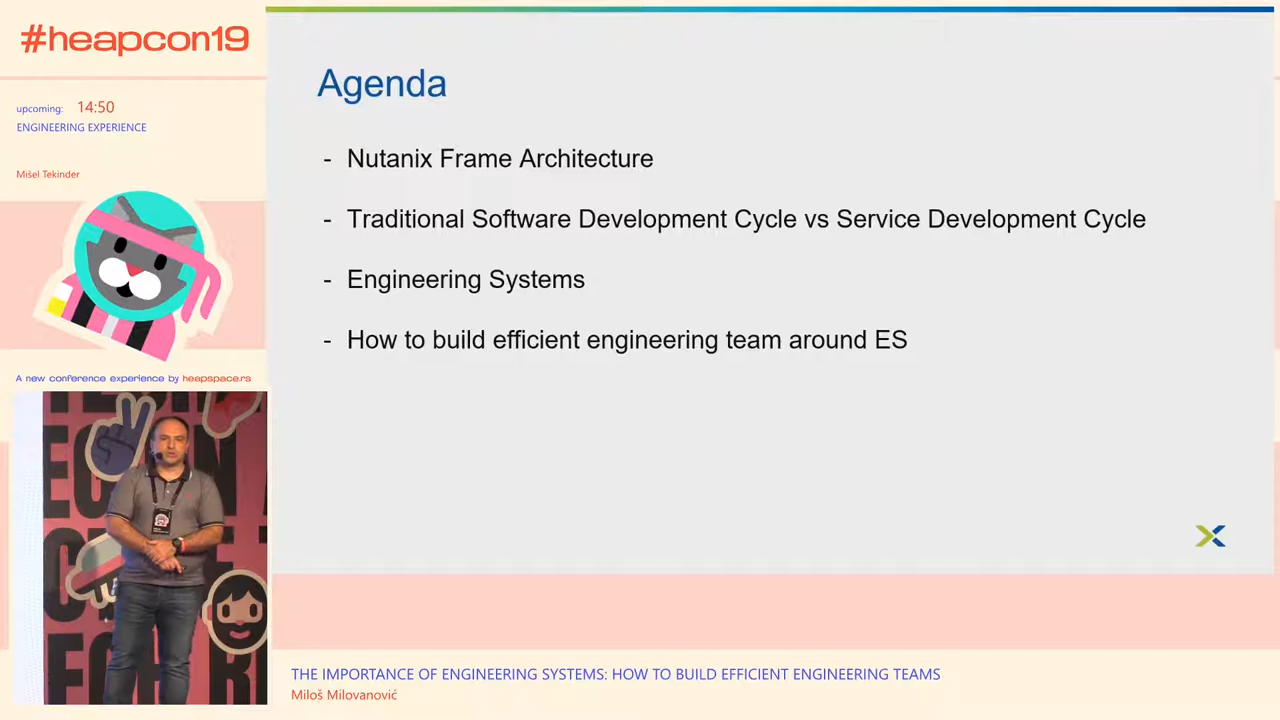 #heapcon19
upcoming: 14:50
ENGINEERING EXPERIENCE
Mišel Tekinder
A new conference experience by heapspace.rs
Agenda
- Nutanix Frame Architecture
- Traditional Software Development Cycle vs Service Development Cycle
- Engineering Systems
- How to build efficient engineering team around ES
THE IMPORTANCE OF ENGINEERING SYSTEMS: HOW TO BUILD EFFICIENT ENGINEERING TEAMS
Miloš Milovanović